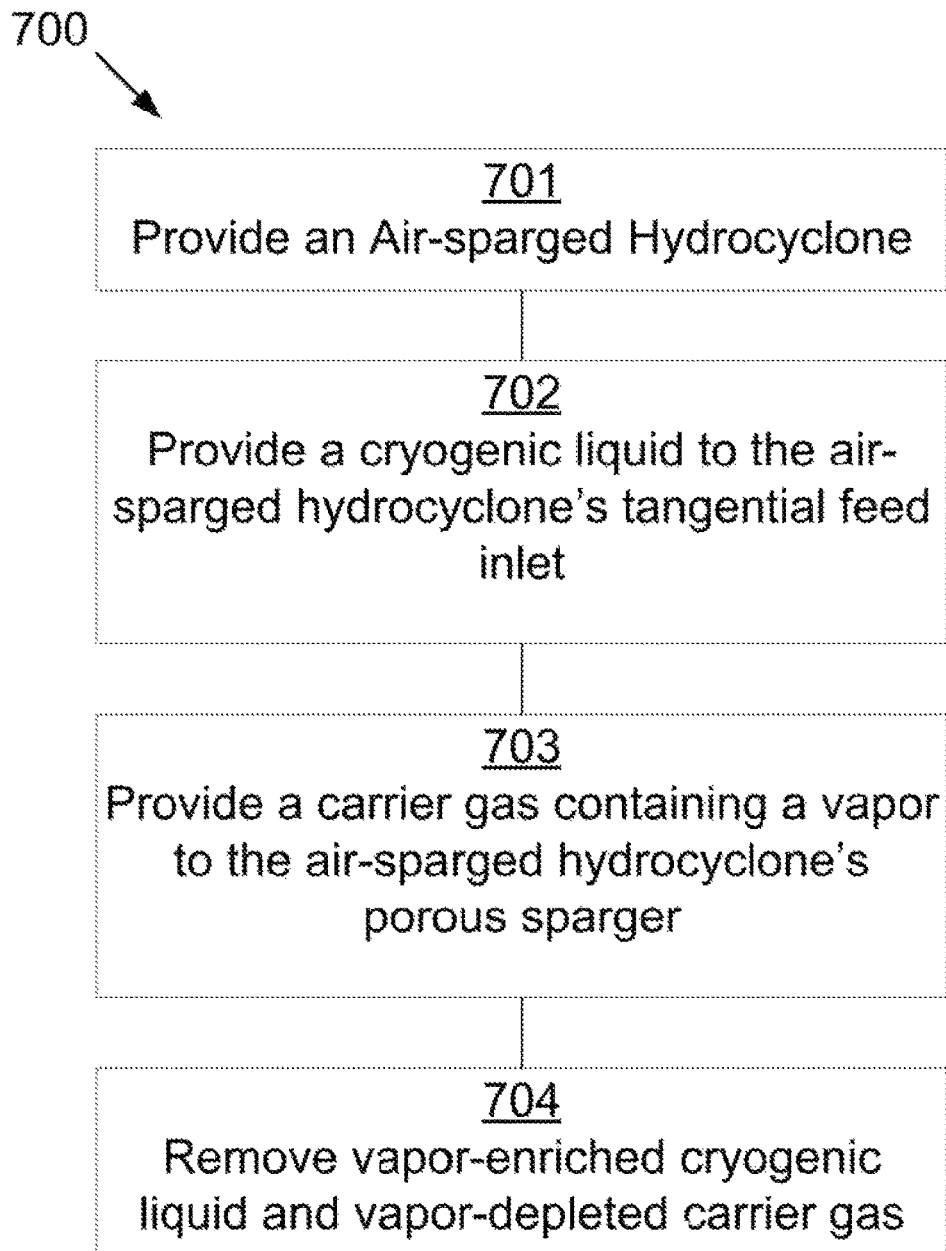 700
701
Provide an Air-sparged Hydrocyclone
702
Provide a cryogenic liquid to the air-
sparged hydrocyclone’s tangential feed
inlet
703
Provide a carrier gas containing a vapor
to the air-sparged hydrocyclone’s
porous sparger
704
Remove vapor-enriched cryogenic
liquid and vapor-depleted carrier gas